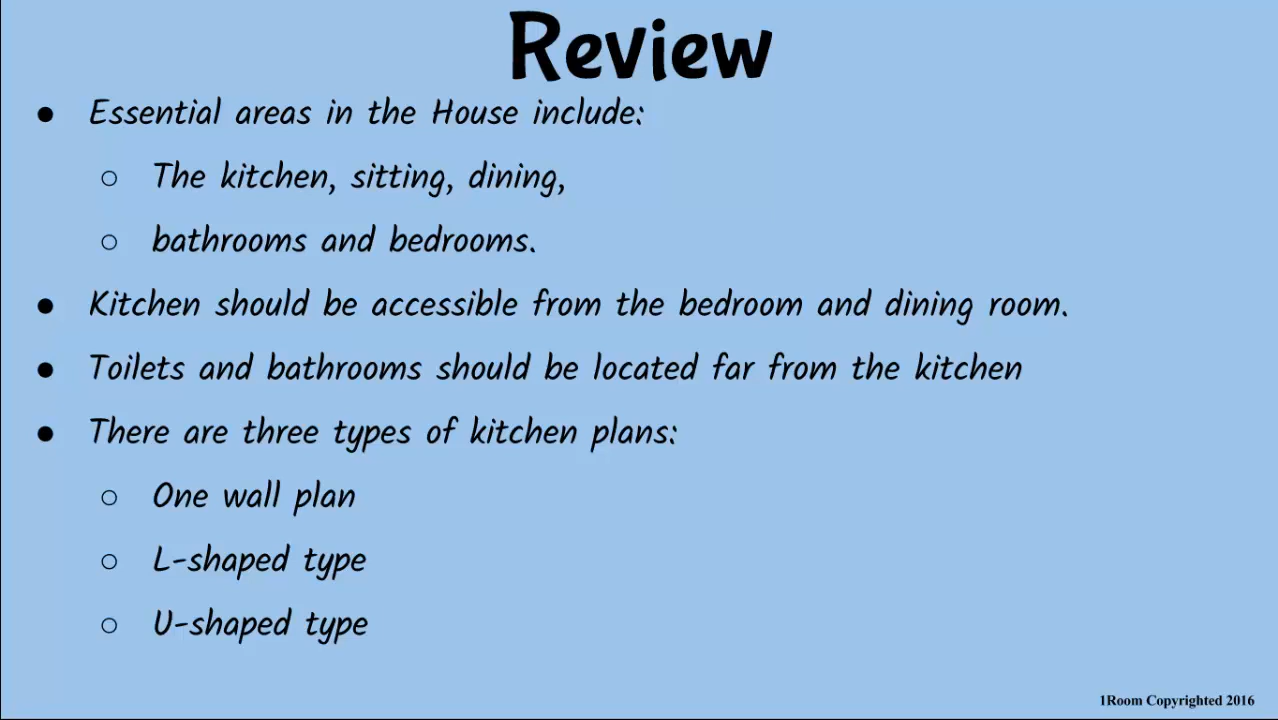 Review
● Essential areas in the House include:
○ The kitchen, sitting, dining,
○ bathrooms and bedrooms.
● Kitchen should be accessible from the bedroom and dining room.
● Toilets and bathrooms should be located far from the kitchen
● There are three types of kitchen plans:
○ One wall plan
○ L-shaped type
○ U-shaped type
1Room Copyrighted 2016